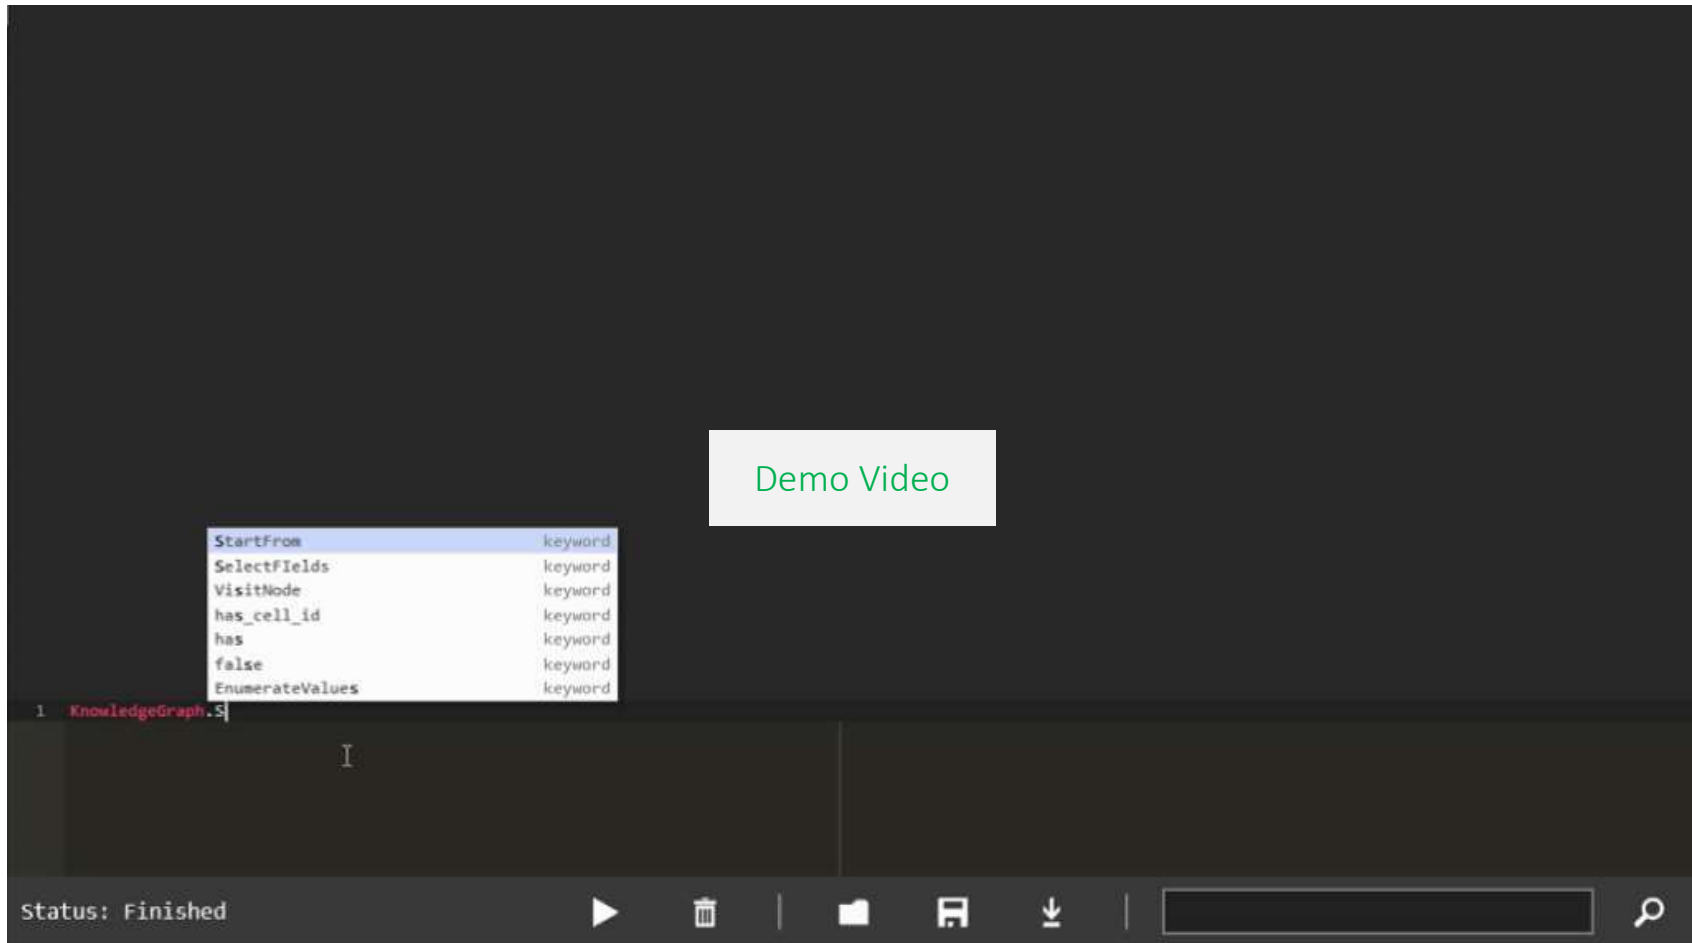 Demo Video
StartFrom keyword
SelectFIelds keyword
VisitNode keyword
has_cell_id keyword
has keyword
false keyword
EnumerateValues keyword
1 KnowledgeGraph.S
Status: Finished